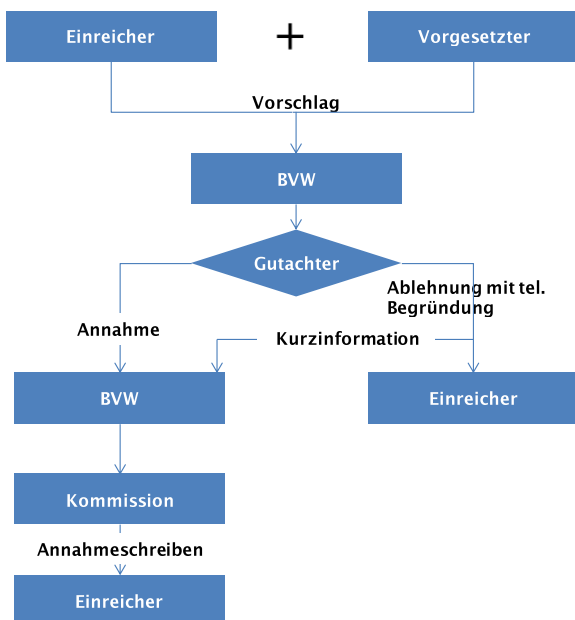 Einreicher
+
Vorgesetzter
Vorschlag
BVW
Gutachter
Ablehnung mit tel.
Begründung
Annahme
Kurzinformation
BVW
Einreicher
Kommission
Annahmeschreiben
Einreicher